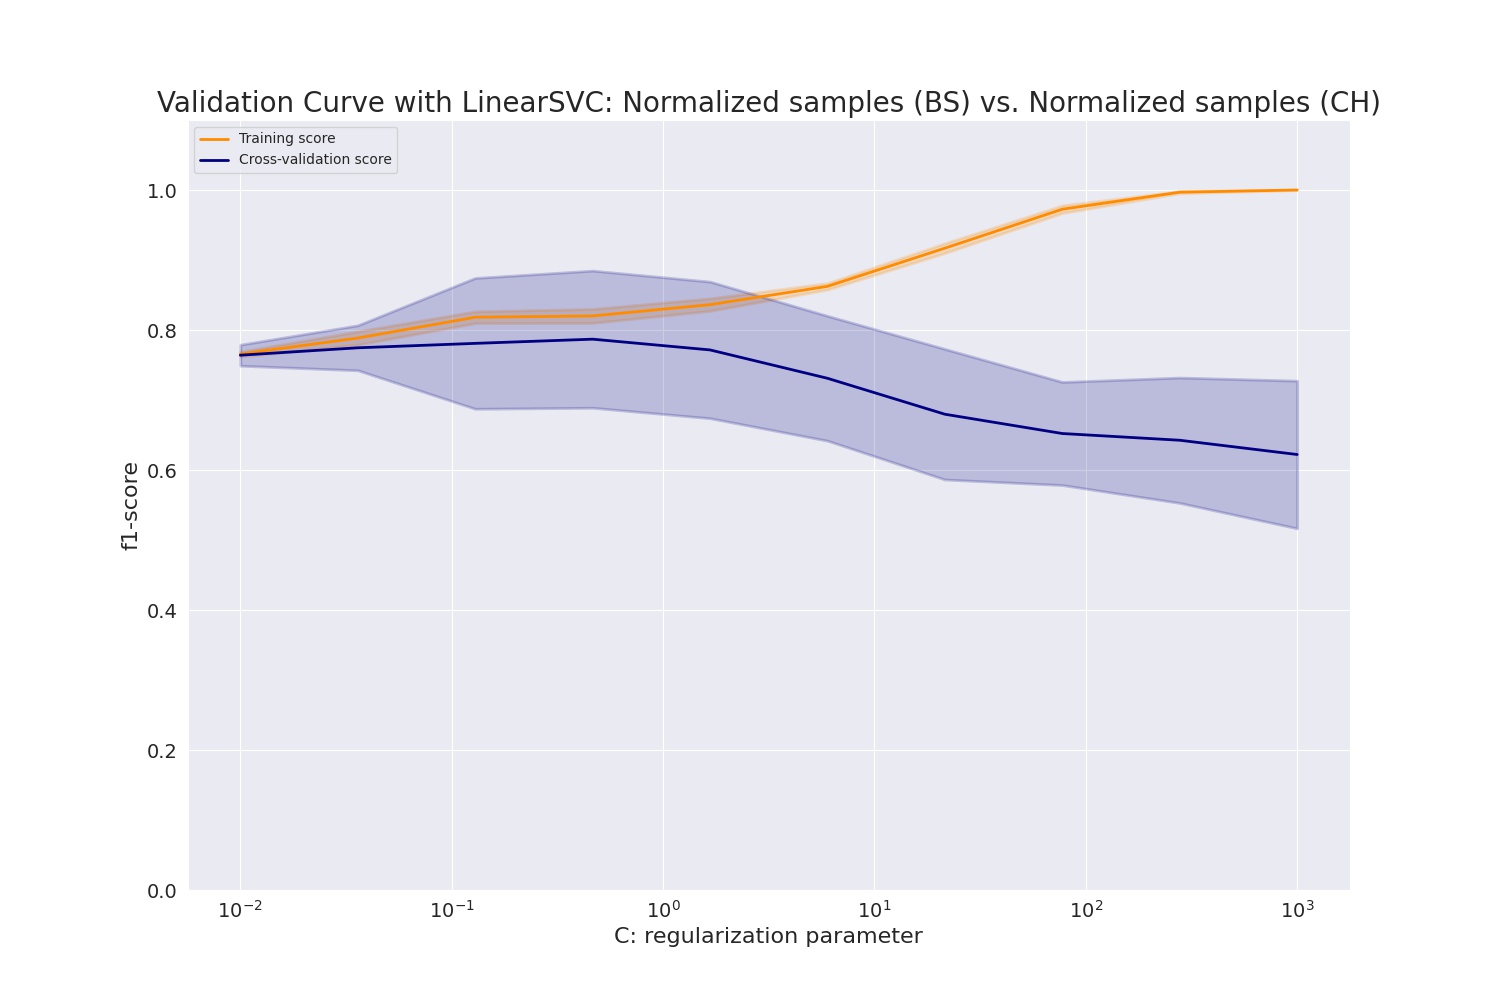 Validation Curve with LinearSVC: Normalized samples (BS) vs. Normalized samples (CH)
Training score
Cross-validation score
1.0
0.8
0.6
0.4
0.2
0.0
f1-score
10⁻² 10⁻¹ 10⁰ 10¹ 10² 10³
C: regularization parameter